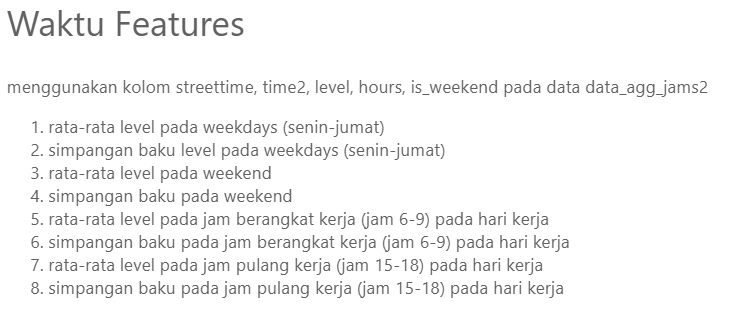 Waktu Features
menggunakan kolom streettime, time2, level, hours, is_weekend pada data data_agg_jams2
1. rata-rata level pada weekdays (senin-jumat)
2. simpangan baku level pada weekdays (senin-jumat)
3. rata-rata level pada weekend
4. simpangan baku pada weekend
5. rata-rata level pada jam berangkat kerja (jam 6-9) pada hari kerja
6. simpangan baku pada jam berangkat kerja (jam 6-9) pada hari kerja
7. rata-rata level pada jam pulang kerja (jam 15-18) pada hari kerja
8. simpangan baku pada jam pulang kerja (jam 15-18) pada hari kerja